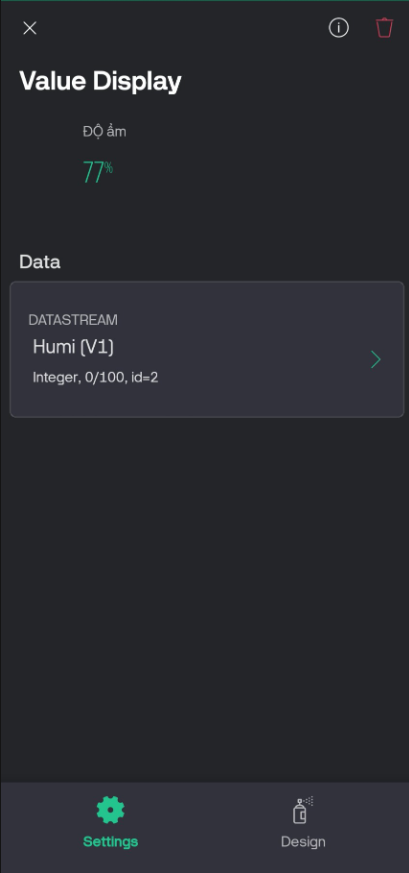 Value Display
ĐỘ ẩm
77%
Data
DATASTREAM
Humi (V1)
Integer, 0/100, id=2
Settings
Design